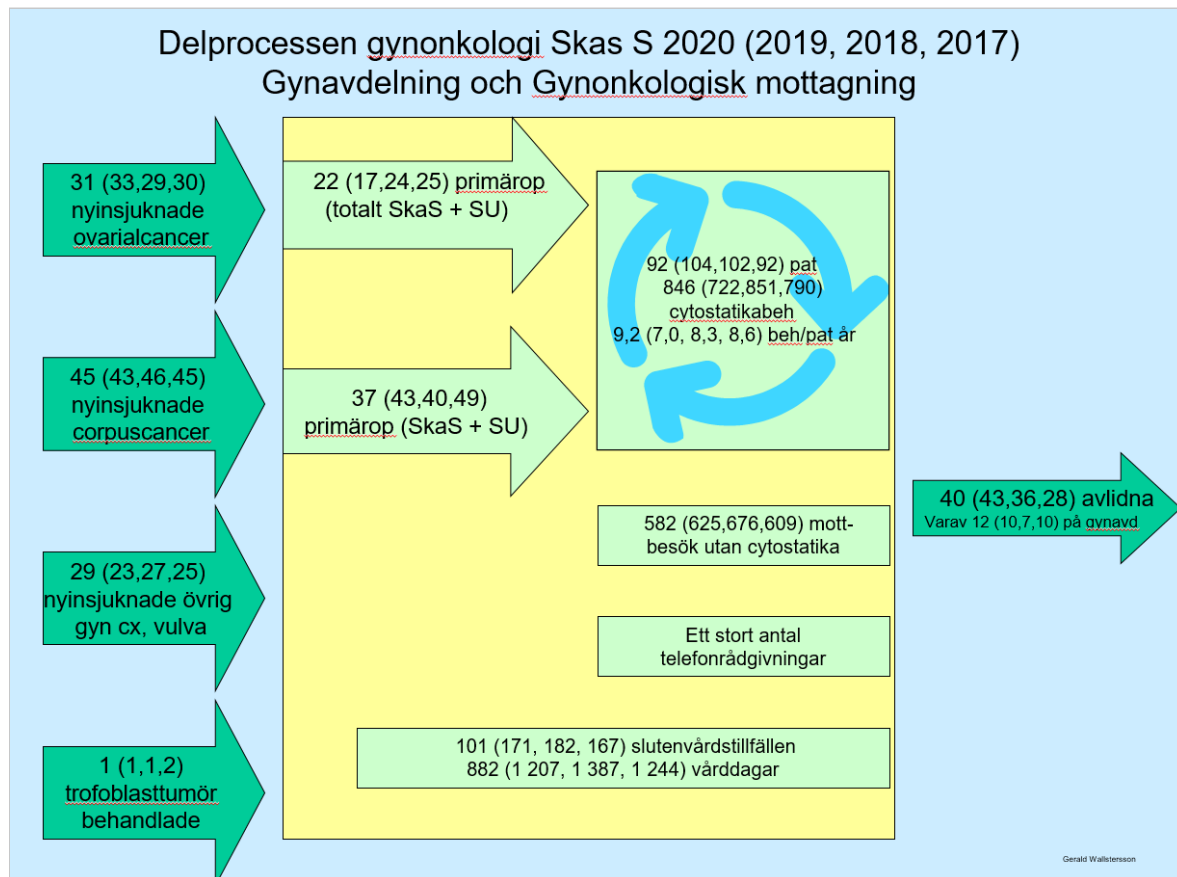 Delprocessen gynonkologi Skas S 2020 (2019, 2018, 2017)
Gynavdelning och Gynonkologisk mottagning
31 (33,29,30)
nyinsjuknade
ovarialcancer
22 (17,24,25) primärop
(totalt SkaS + SU)
92 (104,102,92) pat
846 (722,851,790)
cytostatikabeh
9,2 (7,0, 8,3, 8,6) beh/pat år
45 (43,46,45)
nyinsjuknade
corpuscancer
37 (43,40,49)
primärop (SkaS + SU)
40 (43,36,28) avlidna
Varav 12 (10,7,10) på gynavd
582 (625,676,609) mott-
besök utan cytostatika
29 (23,27,25)
nyinsjuknade övrig
gyn cx, vulva
Ett stort antal
telefonrådgivningar
101 (171, 182, 167) slutenvårdstillfällen
882 (1 207, 1 387, 1 244) vårddagar
1 (1,1,2)
trofoblasttumör
behandlade
Gerald Wallstersson